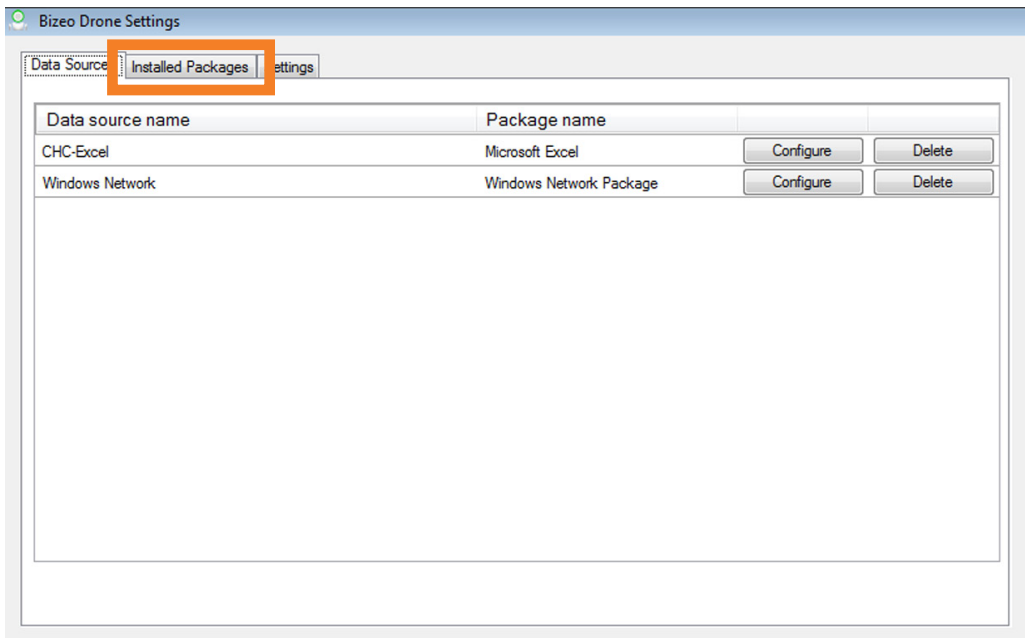 Bizeo Drone Settings
Data Source Installed Packages ettings
Data source name Package name
CHC-Excel Microsoft Excel Configure Delete
Windows Network Windows Network Package Configure Delete